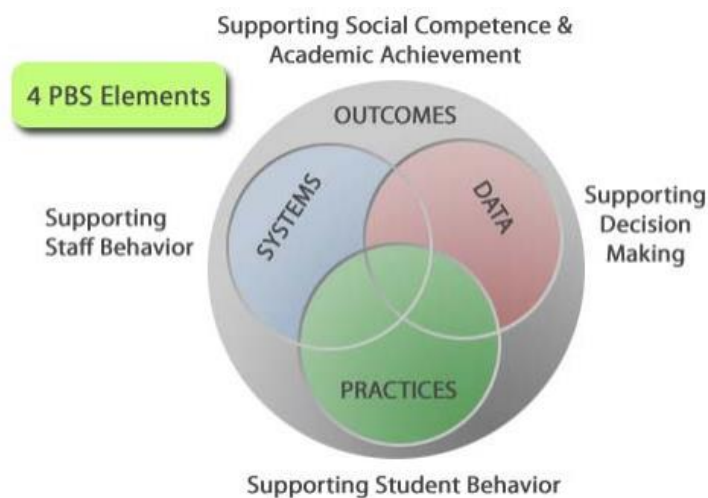 Supporting Social Competence &
Academic Achievement
4 PBS Elements
OUTCOMES
SYSTEMS
DATA
Supporting
Staff Behavior
Supporting
Decision
Making
PRACTICES
Supporting Student Behavior